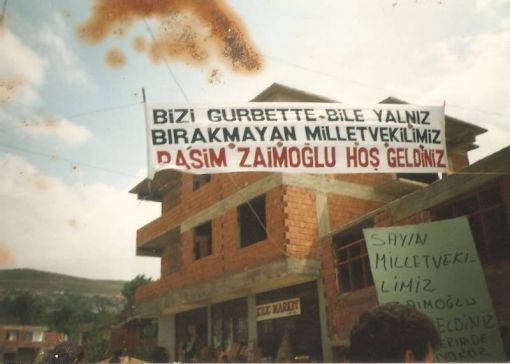 BİZİ GURBETTE BİLE YALNIZ
BIRAKMAYAN MİLLETVEKİLİMİZ
RASİM ZAİMOĞLU HOŞ GELDİNİZ
MARKET
SAYIN
MİLLETVEKİ-
LİMİZ
ZAİMOĞLU
GELDİNİZ